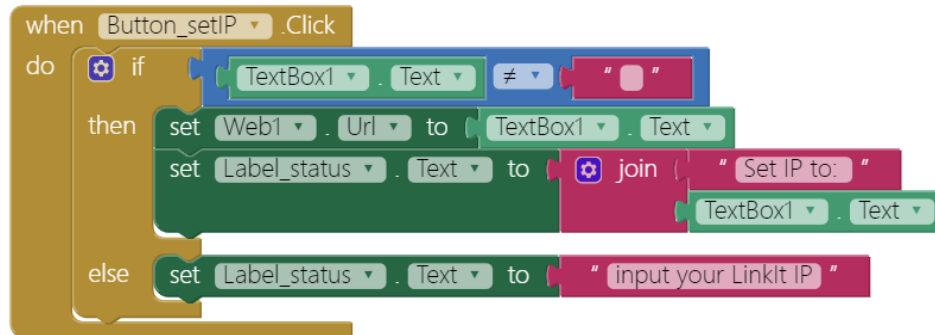 when Button_setIP .Click
do if TextBox1 . Text ≠ " "
then set Web1 . Url to TextBox1 . Text
set Label_status . Text to join " Set IP to: "
TextBox1 . Text
else set Label_status . Text to " input your LinkIt IP "